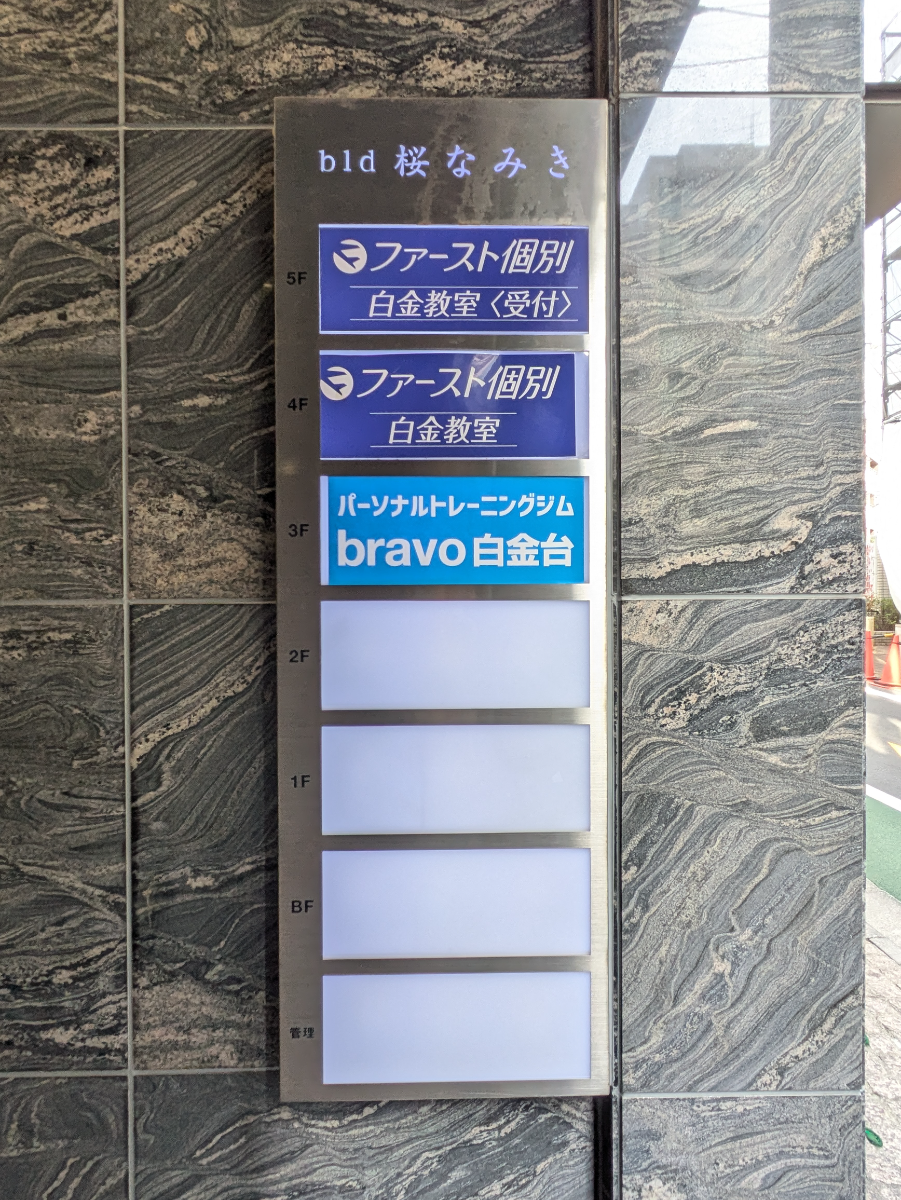 bld 桜なみき
5F
ファースト個別
白金教室〈受付〉
4F
ファースト個別
白金教室
3F
パーソナルトレーニングジム
bravo 白金台
2F
1F
BF
管理